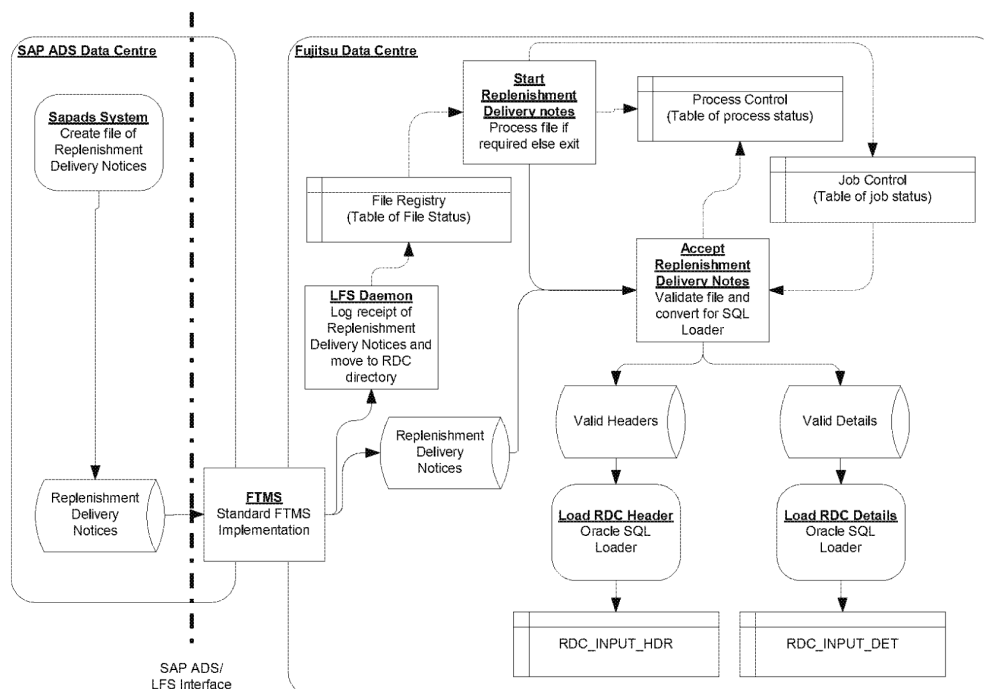 SAP ADS Data Centre
Sapads System
Create file of
Replenishment
Delivery Notices
Replenishment
Delivery
Notices
SAP ADS/
LFS Interface
FTMS
Standard FTMS
Implementation
Fujitsu Data Centre
Start
Replenishment
Delivery notes
Process file if
required else exit
Process Control
(Table of process status)
Job Control
(Table of job status)
File Registry
(Table of File Status)
LFS Daemon
Log receipt of
Replenishment
Delivery Notices and
move to RDC
directory
Replenishment
Delivery
Notices
Accept
Replenishment
Delivery Notes
Validate file and
convert for SQL
Loader
Valid Headers
Valid Details
Load RDC Header
Oracle SQL
Loader
Load RDC Details
Oracle SQL
Loader
RDC_INPUT_HDR
RDC_INPUT_DET